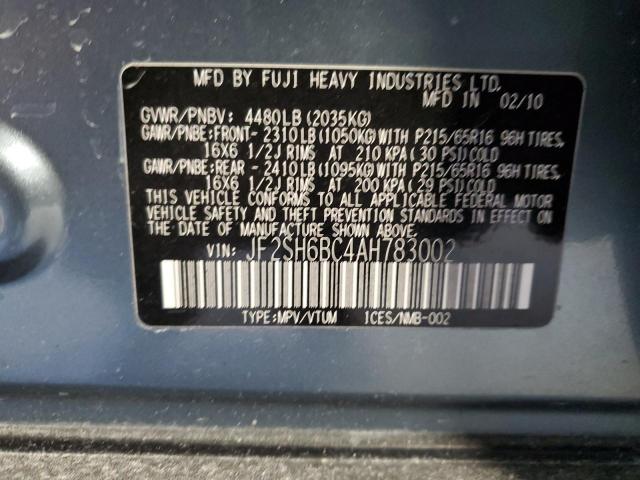 MFD BY FUJI HEAVY INDUSTRIES LTD.
MFD IN 02/10
GVWR/PNBV: 4480LB (2035KG)
GAWR/PNBE:FRONT- 2310LB(1050KG)WITH P215/65R16 96H TIRES,
16X6 1/2J RIMS AT 210 KPA(30 PSI)COLD
GAWR/PNBE:REAR - 2410LB(1095KG)WITH P215/65R16 96H TIRES,
16X6 1/2J RIMS AT 200 KPA(29 PSI)COLD
THIS VEHICLE CONFORMS TO ALL APPLICABLE FEDERAL MOTOR
VEHICLE SAFETY AND THEFT PREVENTION STANDARDS IN EFFECT ON
THE DATE OF MANUFACTURE SHOWN ABOVE.
VIN: JF2SH6BC4AH783002
TYPE:MPV/VTUM ICES/NMB-002